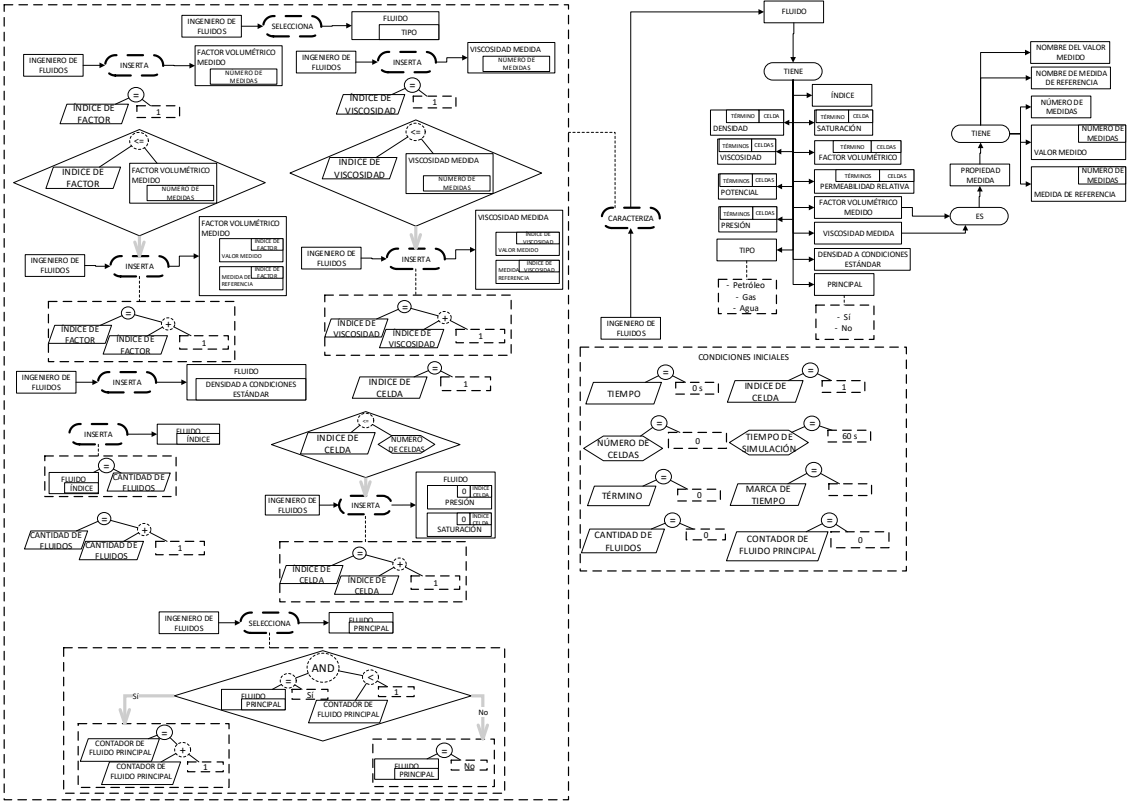 INGENIERO DE
FLUIDOS
SELECCIONA
FLUIDO
TIPO
INGENIERO DE
FLUIDOS
INSERTA
FACTOR VOLUMÉTRICO
MEDIDO
NÚMERO DE
MEDIDAS
INGENIERO DE
FLUIDOS
INSERTA
VISCOSIDAD MEDIDA
NÚMERO DE
MEDIDAS
=
ÍNDICE DE
FACTOR
1
=
ÍNDICE DE
VISCOSIDAD
1
<=
ÍNDICE DE
FACTOR
FACTOR VOLUMÉTRICO
MEDIDO
NÚMERO DE
MEDIDAS
<=
ÍNDICE DE
VISCOSIDAD
VISCOSIDAD MEDIDA
NÚMERO DE
MEDIDAS
INGENIERO DE
FLUIDOS
INSERTA
FACTOR VOLUMÉTRICO
MEDIDO
ÍNDICE DE
FACTOR
VALOR MEDIDO
ÍNDICE DE
FACTOR
MEDIDA DE
REFERENCIA
INGENIERO DE
FLUIDOS
INSERTA
VISCOSIDAD MEDIDA
ÍNDICE DE
VISCOSIDAD
VALOR MEDIDO
ÍNDICE DE
VISCOSIDAD
MEDIDA
REFERENCIA
=
ÍNDICE DE
FACTOR
+
ÍNDICE DE
FACTOR
1
=
ÍNDICE DE
VISCOSIDAD
+
ÍNDICE DE
VISCOSIDAD
1
INGENIERO DE
FLUIDOS
INSERTA
FLUIDO
DENSIDAD A CONDICIONES
ESTÁNDAR
=
INDICE DE
CELDA
1
INSERTA
FLUIDO
ÍNDICE
=
FLUIDO
ÍNDICE
CANTIDAD DE
FLUIDOS
<=
INDICE DE
CELDA
NÚMERO
DE CELDAS
INGENIERO DE
FLUIDOS
INSERTA
FLUIDO
0
ÍNDICE
CELDA
PRESIÓN
0
ÍNDICE
CELDA
SATURACIÓN
=
CANTIDAD DE
FLUIDOS
+
CANTIDAD DE
FLUIDOS
1
=
ÍNDICE DE
CELDA
+
ÍNDICE DE
CELDA
1
INGENIERO DE
FLUIDOS
SELECCIONA
FLUIDO
PRINCIPAL
AND
=
FLUIDO
PRINCIPAL
Sí
<
CONTADOR DE
FLUIDO PRINCIPAL
1
Sí
No
=
CONTADOR DE
FLUIDO PRINCIPAL
+
CONTADOR DE
FLUIDO PRINCIPAL
1
=
FLUIDO
PRINCIPAL
No
CARACTERIZA
INGENIERO DE
FLUIDOS
FLUIDO
TIENE
ÍNDICE
TÉRMINO CELDA
DENSIDAD
TÉRMINO CELDA
SATURACIÓN
TÉRMINOS CELDAS
VISCOSIDAD
TÉRMINO CELDAS
FACTOR VOLUMÉTRICO
TÉRMINOS CELDAS
POTENCIAL
TÉRMINOS CELDAS
PERMEABILIDAD RELATIVA
TÉRMINOS CELDAS
PRESIÓN
FACTOR VOLUMÉTRICO
MEDIDO
VISCOSIDAD MEDIDA
TIPO
- Petróleo
- Gas
- Agua
DENSIDAD A CONDICIONES
ESTÁNDAR
PRINCIPAL
- Sí
- No
ES
PROPIEDAD
MEDIDA
TIENE
NOMBRE DEL VALOR
MEDIDO
NOMBRE DE MEDIDA
DE REFERENCIA
NÚMERO DE
MEDIDAS
NÚMERO DE
MEDIDAS
VALOR MEDIDO
NÚMERO DE
MEDIDAS
MEDIDA DE REFERENCIA
CONDICIONES INICIALES
=
TIEMPO
0 s
=
INDICE DE
CELDA
1
=
NÚMERO DE
CELDAS
0
=
TIEMPO DE
SIMULACIÓN
60 s
=
TÉRMINO
0
=
MARCA DE
TIEMPO
=
CANTIDAD DE
FLUIDOS
0
=
CONTADOR DE
FLUIDO PRINCIPAL
0